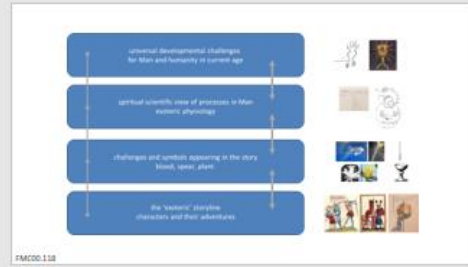 universal developmental challenges
for Man and humanity in current age
spiritual scientific view of processes in Man
esoteric physiology
challenges and symbols appearing in the story
blood, spear, plant
the 'exoteric' storyline
characters and their adventures
FMC00.118